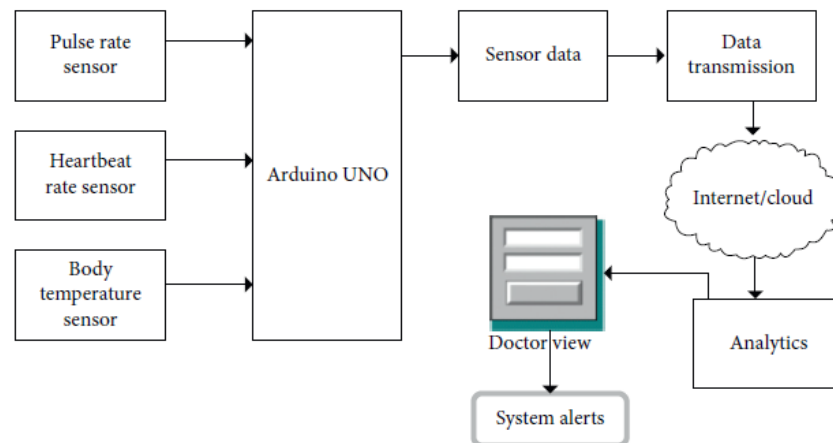 Pulse rate
sensor
Heartbeat
rate sensor
Body
temperature
sensor
Arduino UNO
Sensor data
Data
transmission
Internet/cloud
Analytics
Doctor view
System alerts